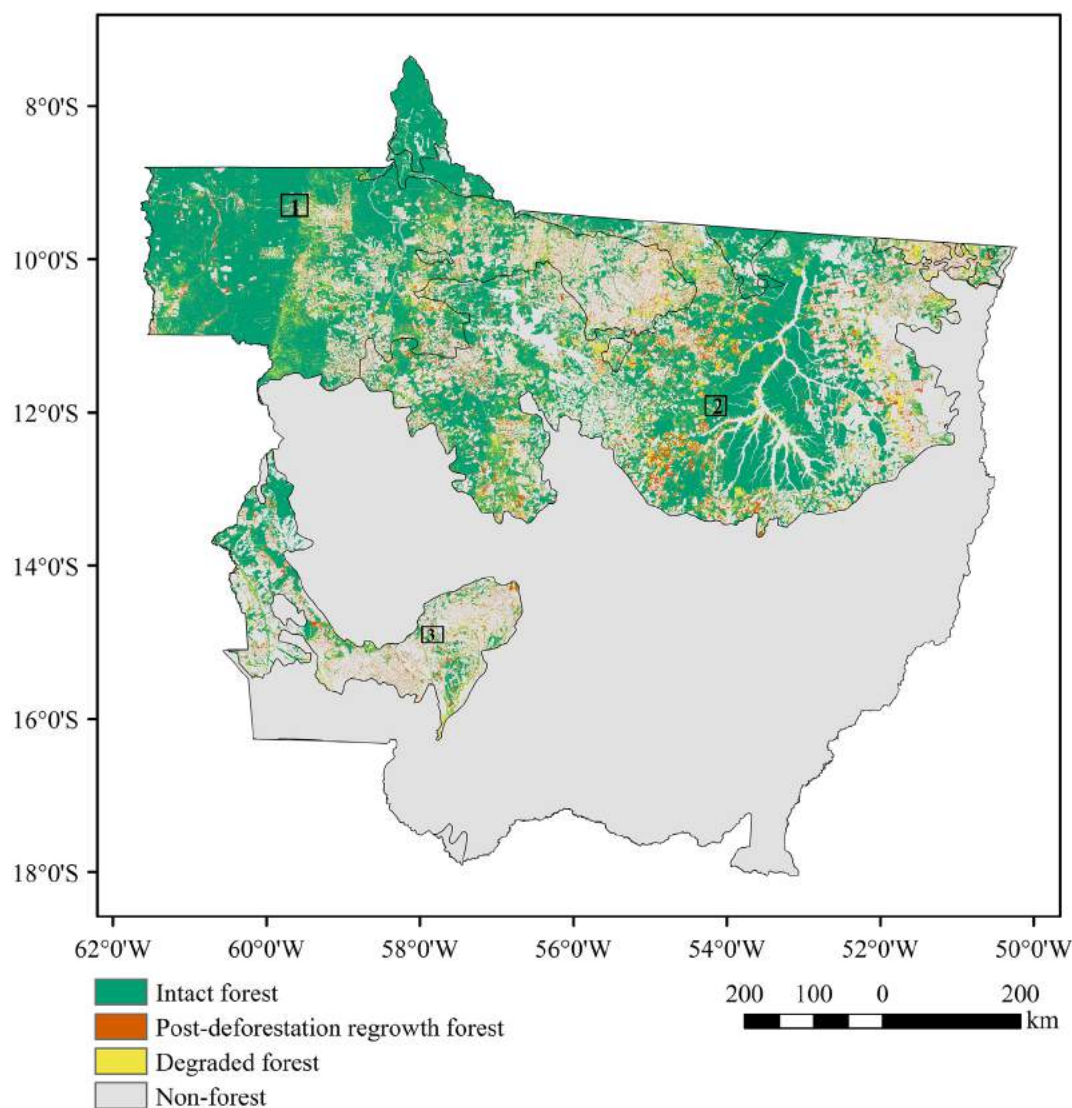 8°0'S
1
10°0'S
2
12°0'S
14°0'S
3
16°0'S
18°0'S
62°0'W 60°0'W 58°0'W 56°0'W 54°0'W 52°0'W 50°0'W
Intact forest
Post-deforestation regrowth forest
Degraded forest
Non-forest
200 100 0 200
km